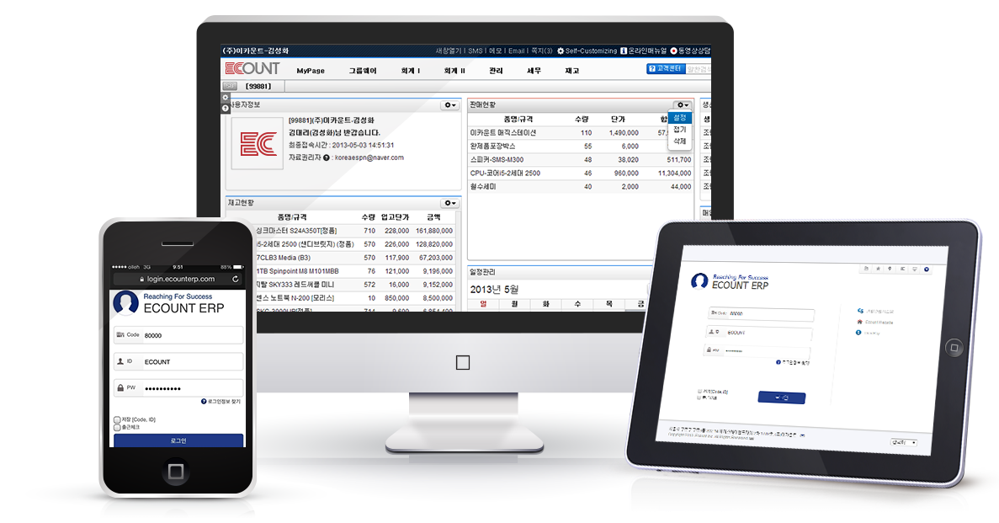 (주)이카운트-김성화
새창열기 | SMS | 메모 | Email | 쪽지(3) Self-Customizing 온라인매뉴얼 동영상상담
ECOUNT MyPage 그룹웨어 회계 I 회계 II 관리 세무 재고 고객센터
[99881]
사용자정보
[99881](주)이카운트-김성화
김대리(김성화)님 반갑습니다.
최종접속시간 : 2013-05-03 14:51:31
자료권리자 : koreaespn@naver.com
EC
판매현황
품명/규격 수량 단가
이카운트 매직스테이션 110 1,490,000 57,
완제품포장박스 55 6,000
스피커-SMS-M300 48 38,020 511,700
CPU-코어i5-2세대 2500 46 960,000 11,304,000
철수세미 40 2,000 44,000
설정
접기
삭제
재고현황
품명/규격 수량 입고단가 금액
싱크마스터 S24A350T[정품] 710 228,000 161,880,000
i5-2세대 2500 (샌디브릿지) (정품) 570 226,000 128,820,000
7CLB3 Media (B3) 570 117,900 67,203,000
1TB Spinpoint M8 M101MBB 76 121,000 9,196,000
지탈 SKY333 레드써클 미니 572 16,000 9,152,000
센스 노트북 N-200 [모리스] 10 850,000 8,500,000
일정관리
2013년 5월
일 월 화 수 목 금
olleh 3G 9:51 88%
login.ecounterp.com
Reaching For Success
ECOUNT ERP
회사 Code 80000
ID ECOUNT
PW ••••••••••
로그인정보 찾기
저장 [Code, ID]
출근체크
로그인
Reaching For Success
ECOUNT ERP
Code 80000
ID ECOUNT
PW
저장[Code, ID]